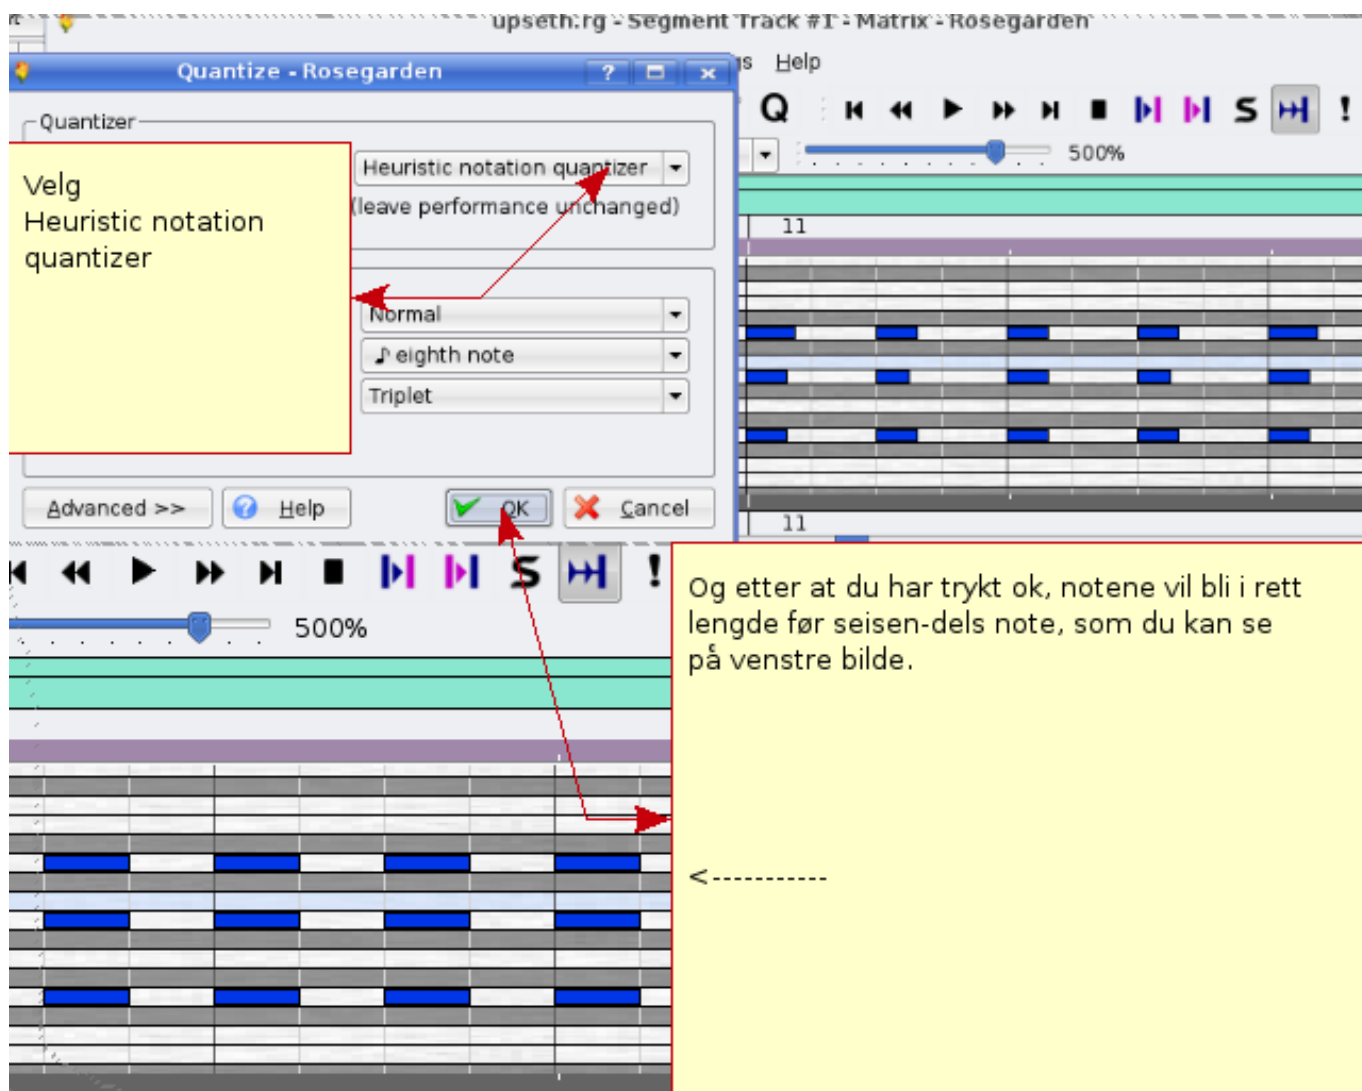 upseth.rg - Segment Track #1 - Matrix - Rosegarden
Quantize - Rosegarden
Help
Quantizer
Q
S
!
Velg
Heuristic notation
quantizer
Heuristic notation quantizer
500%
(leave performance unchanged)
11
Normal
eighth note
Triplet
Advanced >>
Help
OK
Cancel
11
S
!
500%
Og etter at du har trykt ok, notene vil bli i rett
lengde før seisen-dels note, som du kan se
på venstre bilde.
<-----------